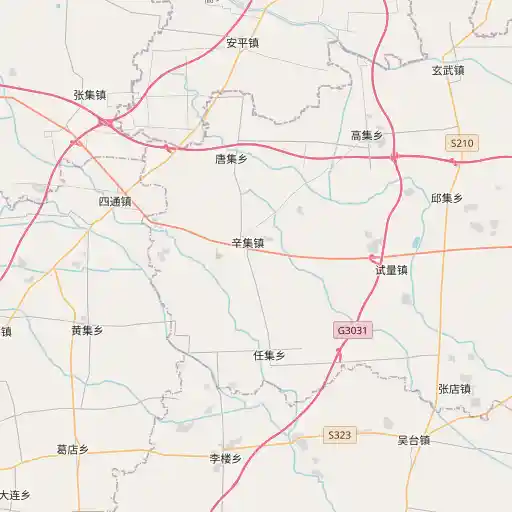 安平镇
玄武镇
张集镇
高集乡
S210
唐集乡
四通镇
邱集乡
辛集镇
试量镇
G3031
黄集乡
镇
任集乡
张店镇
S323
吴台镇
葛店乡
李楼乡
大连乡